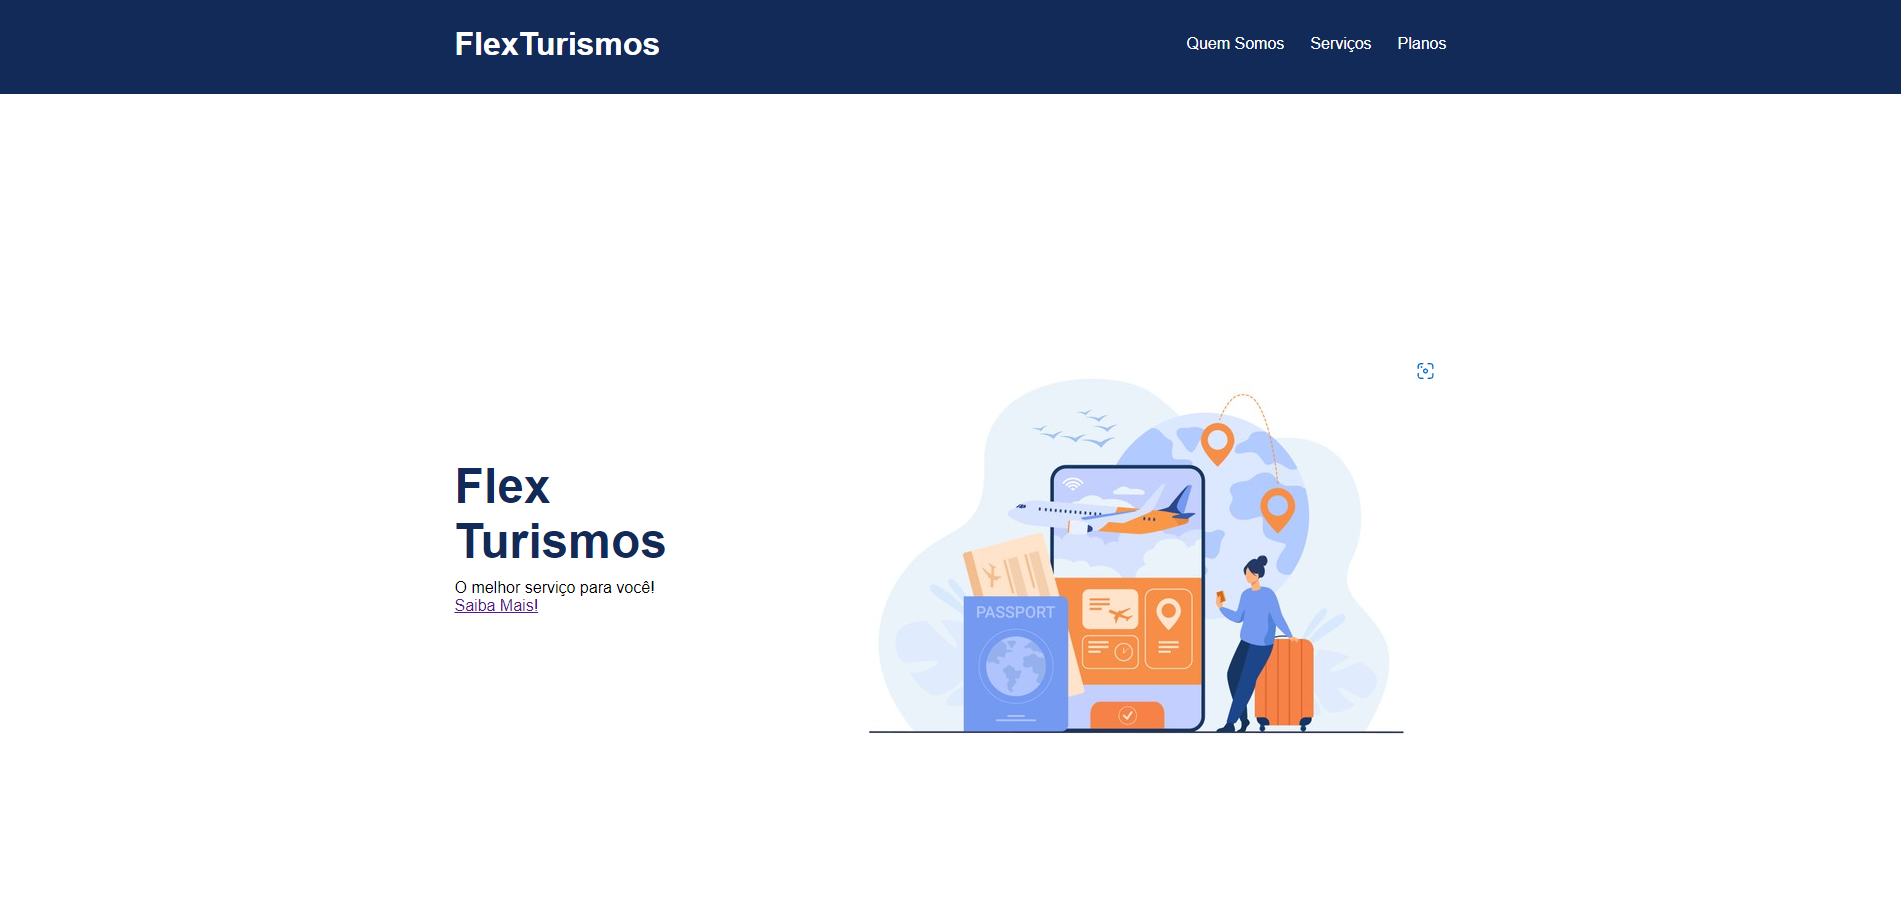 FlexTurismos
Quem Somos Serviços Planos
Flex
Turismos
O melhor serviço para você!
Saiba Mais!
PASSPORT